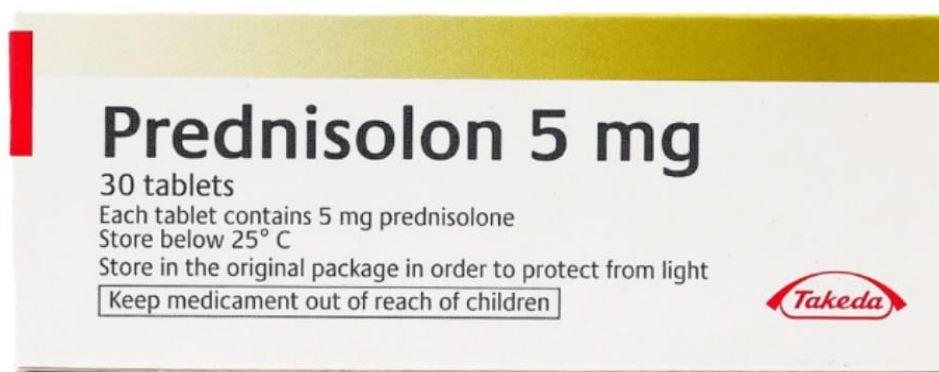 Prednisolon 5 mg
30 tablets
Each tablet contains 5 mg prednisolone
Store below 25° C
Store in the original package in order to protect from light
Keep medicament out of reach of children
Takeda